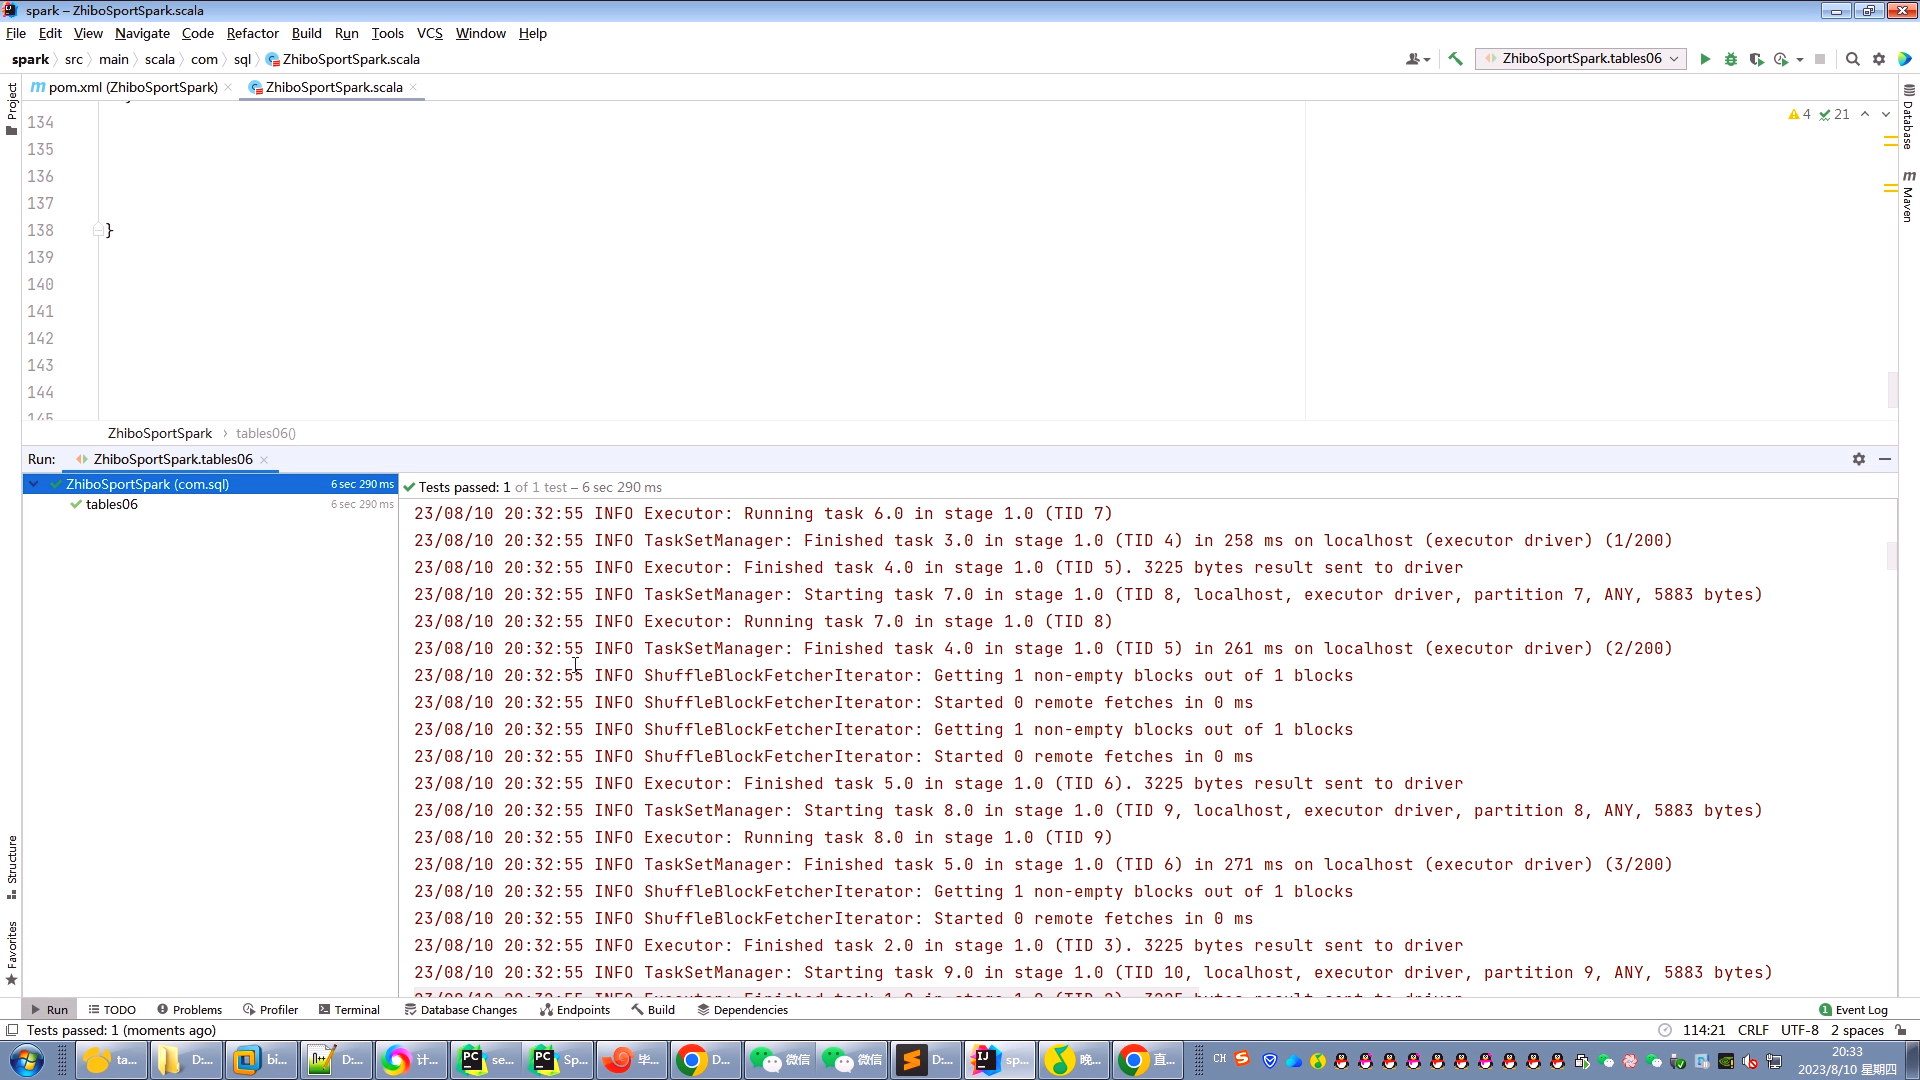 spark – ZhiboSportSpark.scala
File Edit View Navigate Code Refactor Build Run Tools VCS Window Help
spark › src › main › scala › com › sql › ZhiboSportSpark.scala
ZhiboSportSpark.tables06
pom.xml (ZhiboSportSpark)
ZhiboSportSpark.scala
Project
Database
Maven
4 21
134
135
136
137
138 }
139
140
141
142
143
144
145
ZhiboSportSpark › tables06()
Run: ZhiboSportSpark.tables06
ZhiboSportSpark (com.sql) 6 sec 290 ms
tables06 6 sec 290 ms
Tests passed: 1 of 1 test – 6 sec 290 ms
23/08/10 20:32:55 INFO Executor: Running task 6.0 in stage 1.0 (TID 7)
23/08/10 20:32:55 INFO TaskSetManager: Finished task 3.0 in stage 1.0 (TID 4) in 258 ms on localhost (executor driver) (1/200)
23/08/10 20:32:55 INFO Executor: Finished task 4.0 in stage 1.0 (TID 5). 3225 bytes result sent to driver
23/08/10 20:32:55 INFO TaskSetManager: Starting task 7.0 in stage 1.0 (TID 8, localhost, executor driver, partition 7, ANY, 5883 bytes)
23/08/10 20:32:55 INFO Executor: Running task 7.0 in stage 1.0 (TID 8)
23/08/10 20:32:55 INFO TaskSetManager: Finished task 4.0 in stage 1.0 (TID 5) in 261 ms on localhost (executor driver) (2/200)
23/08/10 20:32:55 INFO ShuffleBlockFetcherIterator: Getting 1 non-empty blocks out of 1 blocks
23/08/10 20:32:55 INFO ShuffleBlockFetcherIterator: Started 0 remote fetches in 0 ms
23/08/10 20:32:55 INFO ShuffleBlockFetcherIterator: Getting 1 non-empty blocks out of 1 blocks
23/08/10 20:32:55 INFO ShuffleBlockFetcherIterator: Started 0 remote fetches in 0 ms
23/08/10 20:32:55 INFO Executor: Finished task 5.0 in stage 1.0 (TID 6). 3225 bytes result sent to driver
23/08/10 20:32:55 INFO TaskSetManager: Starting task 8.0 in stage 1.0 (TID 9, localhost, executor driver, partition 8, ANY, 5883 bytes)
23/08/10 20:32:55 INFO Executor: Running task 8.0 in stage 1.0 (TID 9)
23/08/10 20:32:55 INFO TaskSetManager: Finished task 5.0 in stage 1.0 (TID 6) in 271 ms on localhost (executor driver) (3/200)
23/08/10 20:32:55 INFO ShuffleBlockFetcherIterator: Getting 1 non-empty blocks out of 1 blocks
23/08/10 20:32:55 INFO ShuffleBlockFetcherIterator: Started 0 remote fetches in 0 ms
23/08/10 20:32:55 INFO Executor: Finished task 2.0 in stage 1.0 (TID 3). 3225 bytes result sent to driver
23/08/10 20:32:55 INFO TaskSetManager: Starting task 9.0 in stage 1.0 (TID 10, localhost, executor driver, partition 9, ANY, 5883 bytes)
Structure
Favorites
Run TODO Problems Profiler Terminal Database Changes Endpoints Build Dependencies
1 Event Log
Tests passed: 1 (moments ago)
114:21 CRLF UTF-8 2 spaces
ta... D:... bi... D:... 计... se... Sp... 毕... D... 微信 微信 D:... sp... 晚... 直...
CH
20:33
2023/8/10 星期四